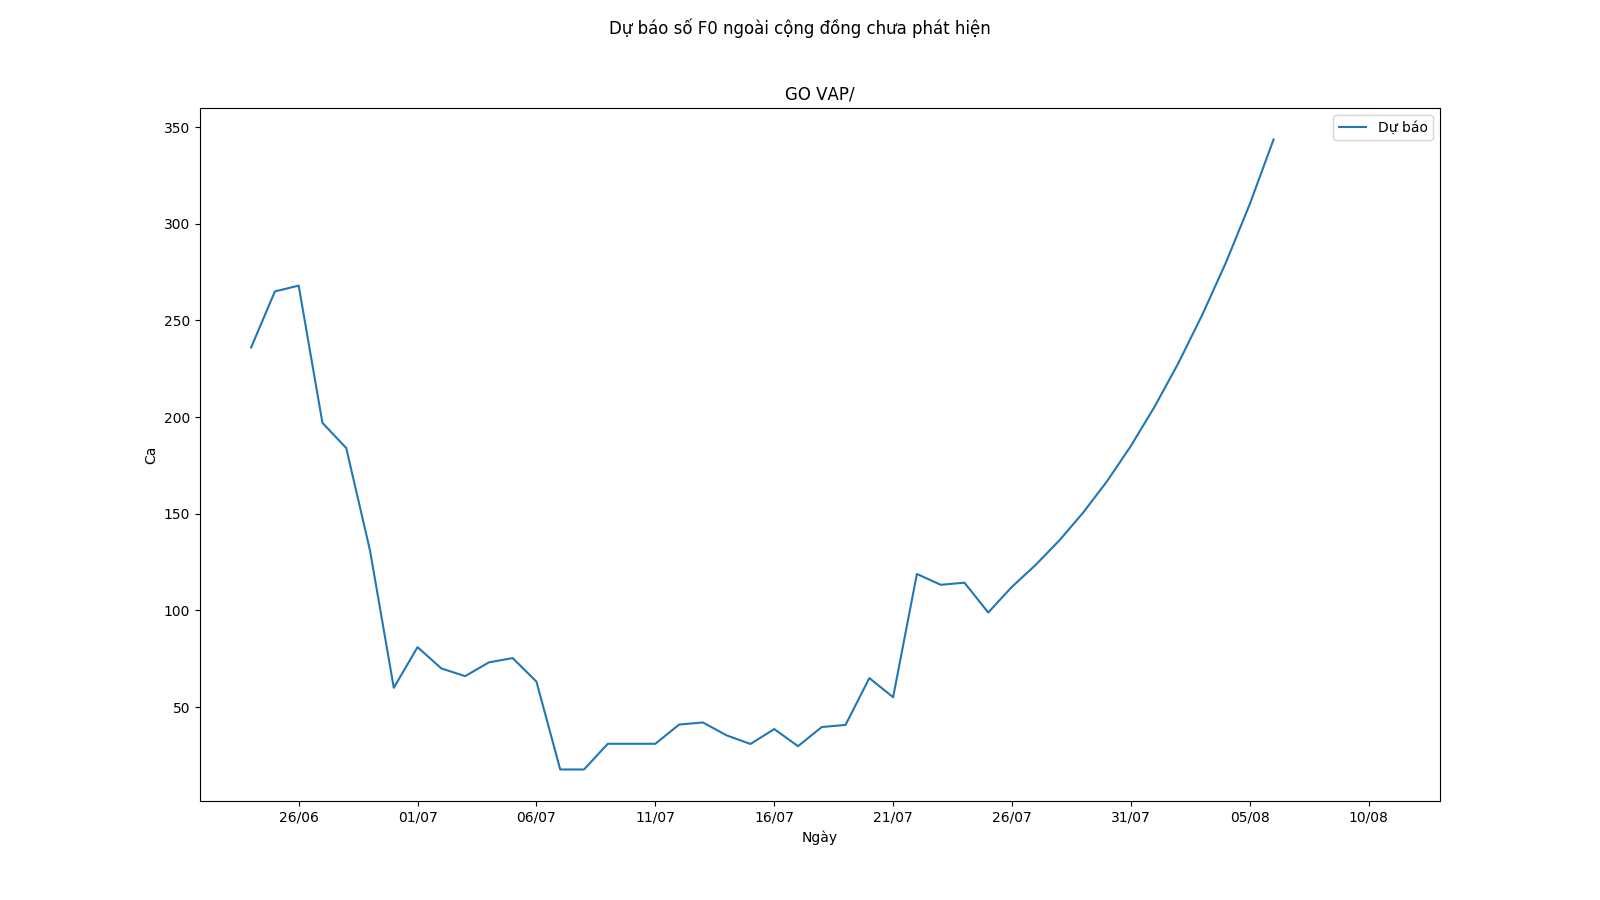 Dự báo số F0 ngoài cộng đồng chưa phát hiện
GO VAP/
Dự báo
350
300
250
200
150
100
50
Ca
26/06 01/07 06/07 11/07 16/07 21/07 26/07 31/07 05/08 10/08
Ngày